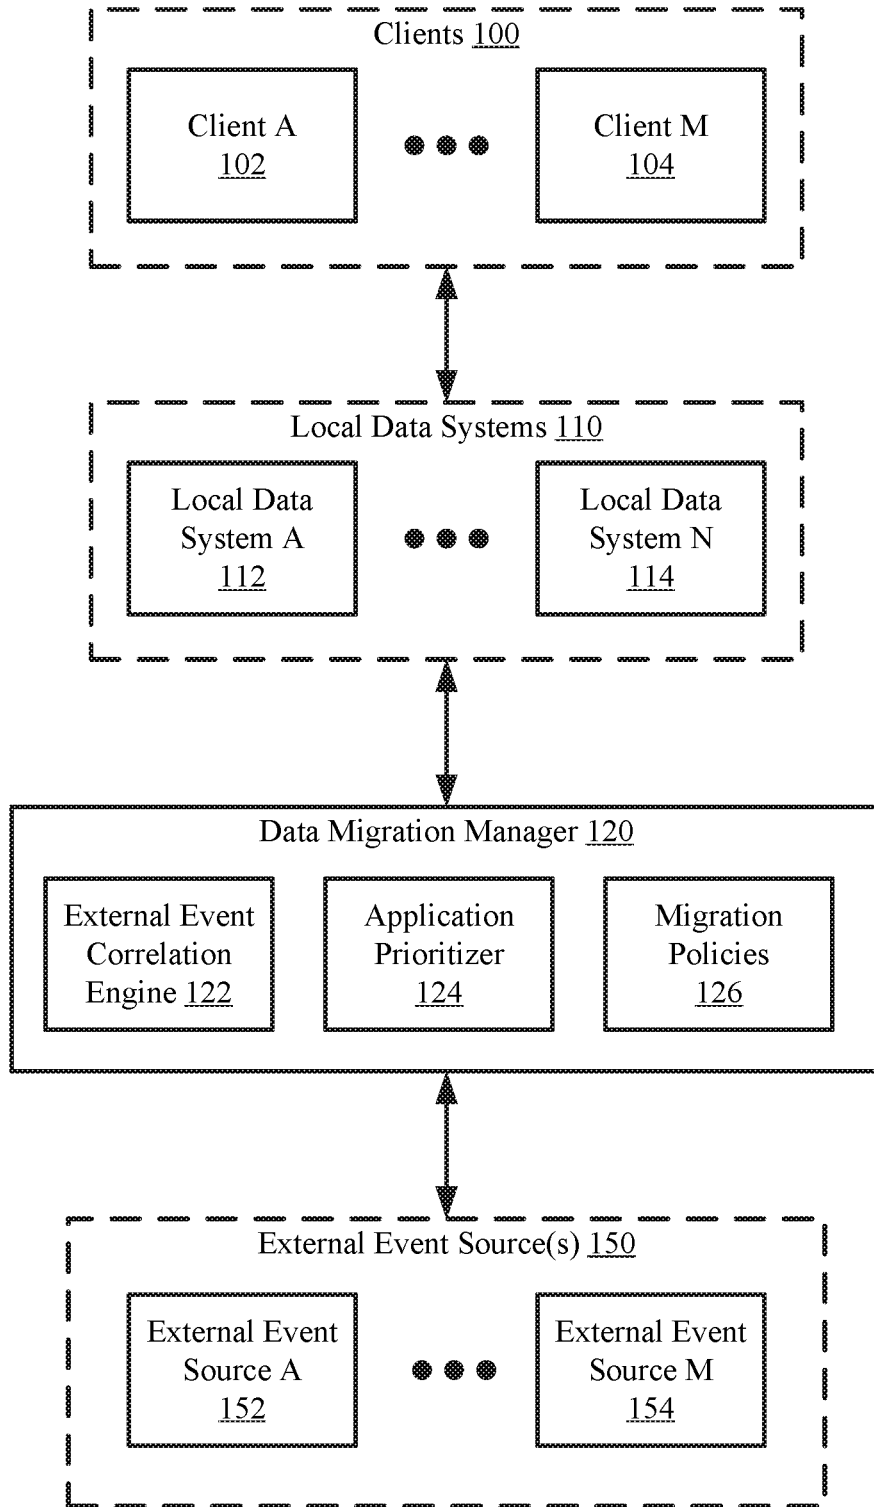 Clients 100
Client A
102
Client M
104
Local Data Systems 110
Local Data
System A
112
Local Data
System N
114
Data Migration Manager 120
External Event
Correlation
Engine 122
Application
Prioritizer
124
Migration
Policies
126
External Event Source(s) 150
External Event
Source A
152
External Event
Source M
154